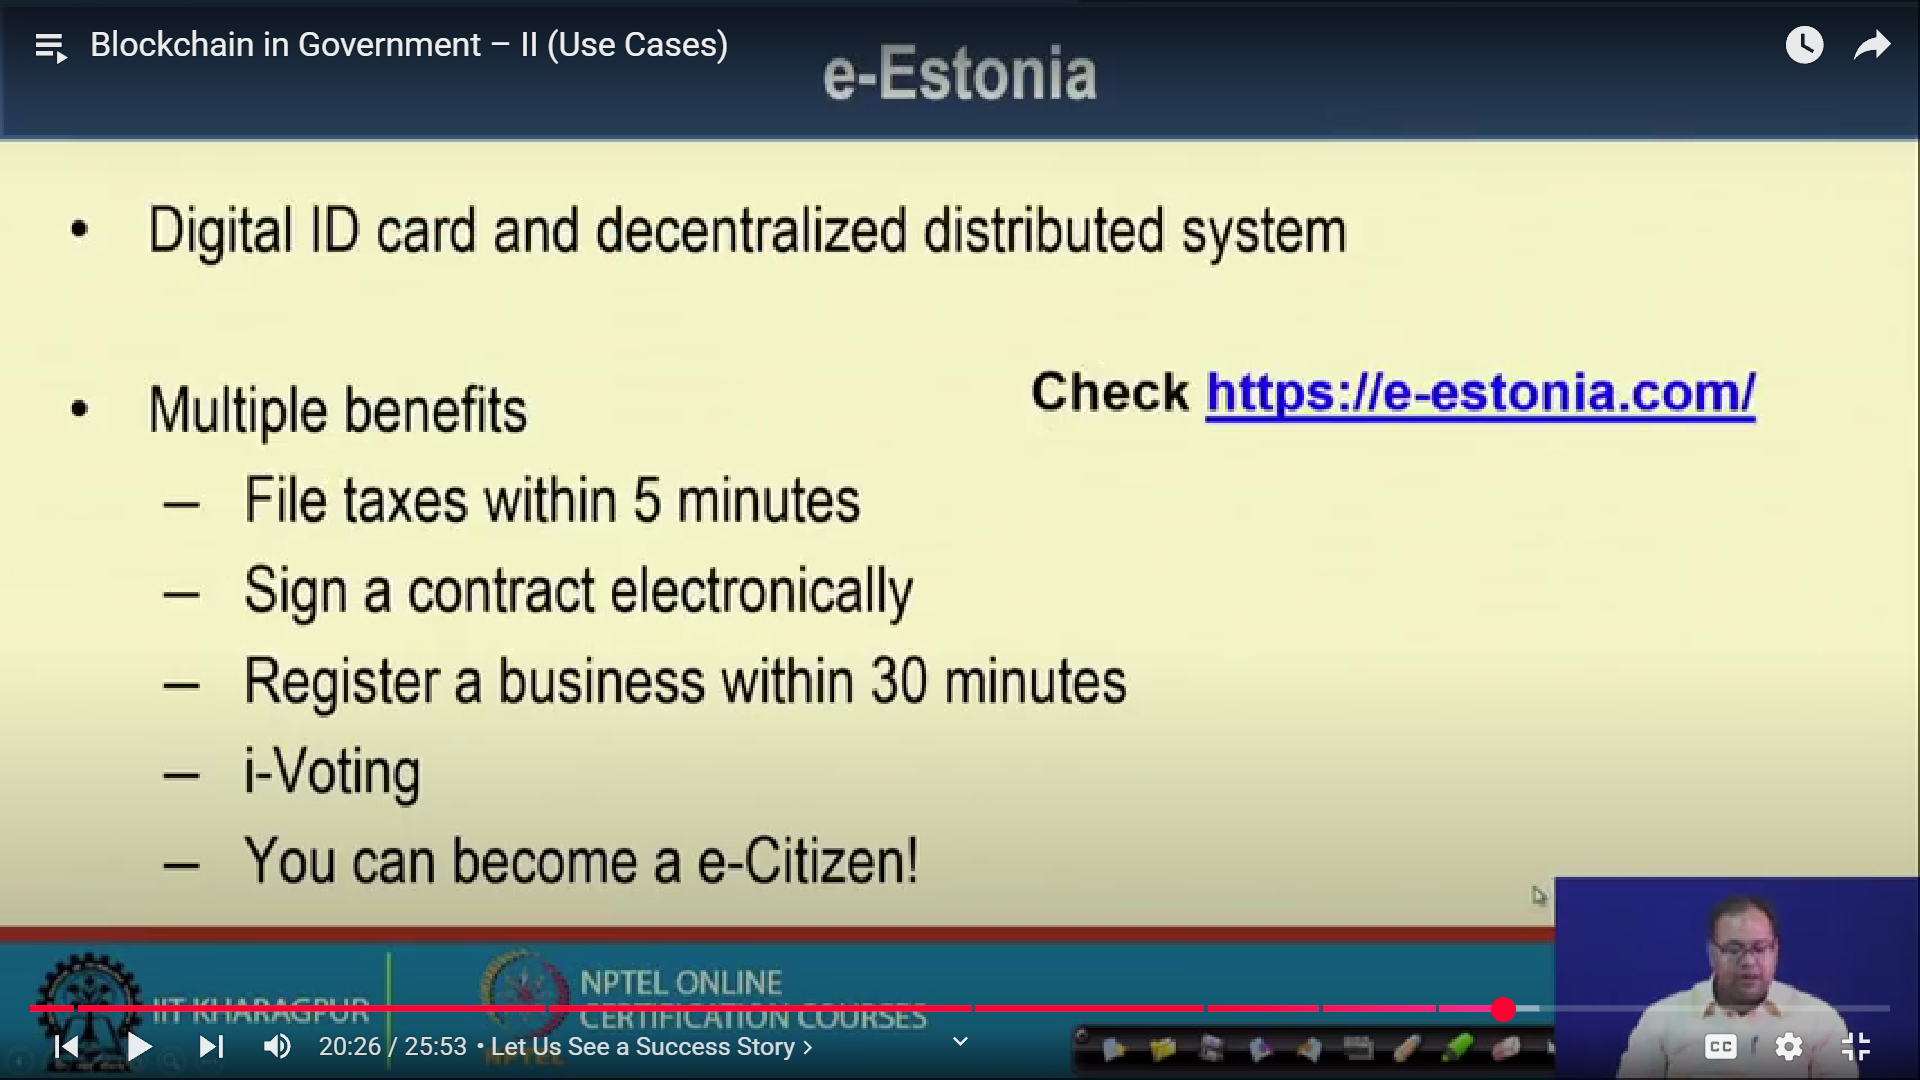 Blockchain in Government – II (Use Cases)
e-Estonia
• Digital ID card and decentralized distributed system
• Multiple benefits
Check https://e-estonia.com/
– File taxes within 5 minutes
– Sign a contract electronically
– Register a business within 30 minutes
– i-Voting
– You can become a e-Citizen!
IIT KHARAGPUR
NPTEL ONLINE
CERTIFICATION COURSES
NPTEL
20:26 / 25:53 • Let Us See a Success Story
CC